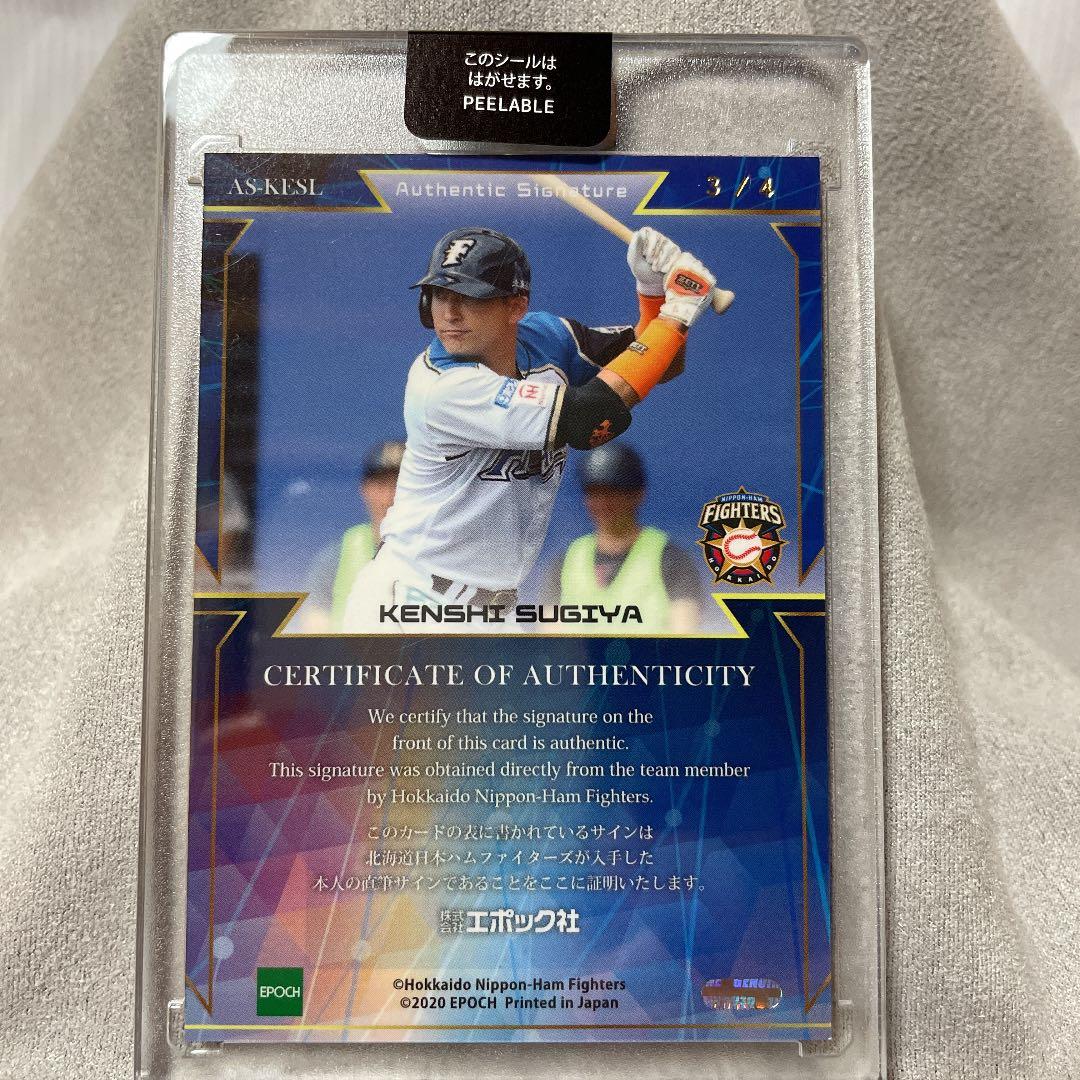 このシールは
はがせます。
PEELABLE
AS-KESL
Authentic Signature
3/4
F
ZETT
NIPPON-HAM
FIGHTERS
HOKKAIDO
KENSHI SUGIYA
CERTIFICATE OF AUTHENTICITY
We certify that the signature on the
front of this card is authentic.
This signature was obtained directly from the team member
by Hokkaido Nippon-Ham Fighters.
このカードの表に書かれているサインは
北海道日本ハムファイターズが入手した
本人の直筆サインであることをここに証明いたします。
株式会社エポック社
EPOCH
©Hokkaido Nippon-Ham Fighters
©2020 EPOCH Printed in Japan